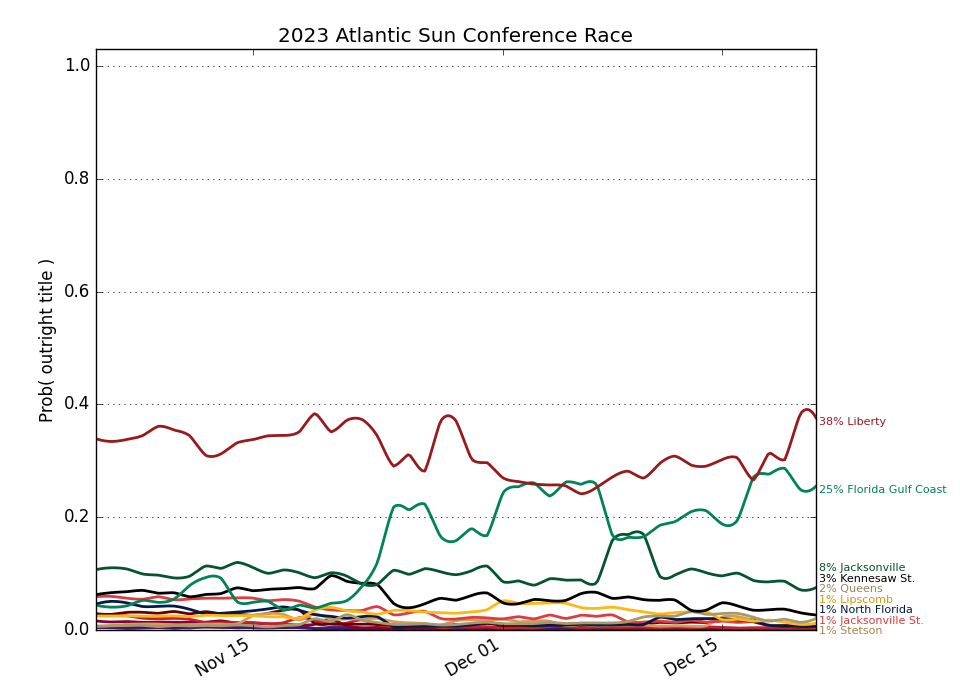 2023 Atlantic Sun Conference Race
1.0
0.8
0.6
0.4
0.2
0.0
Prob( outright title )
Nov 15
Dec 01
Dec 15
38% Liberty
25% Florida Gulf Coast
8% Jacksonville
3% Kennesaw St.
2% Queens
1% Lipscomb
1% North Florida
1% Jacksonville St.
1% Stetson